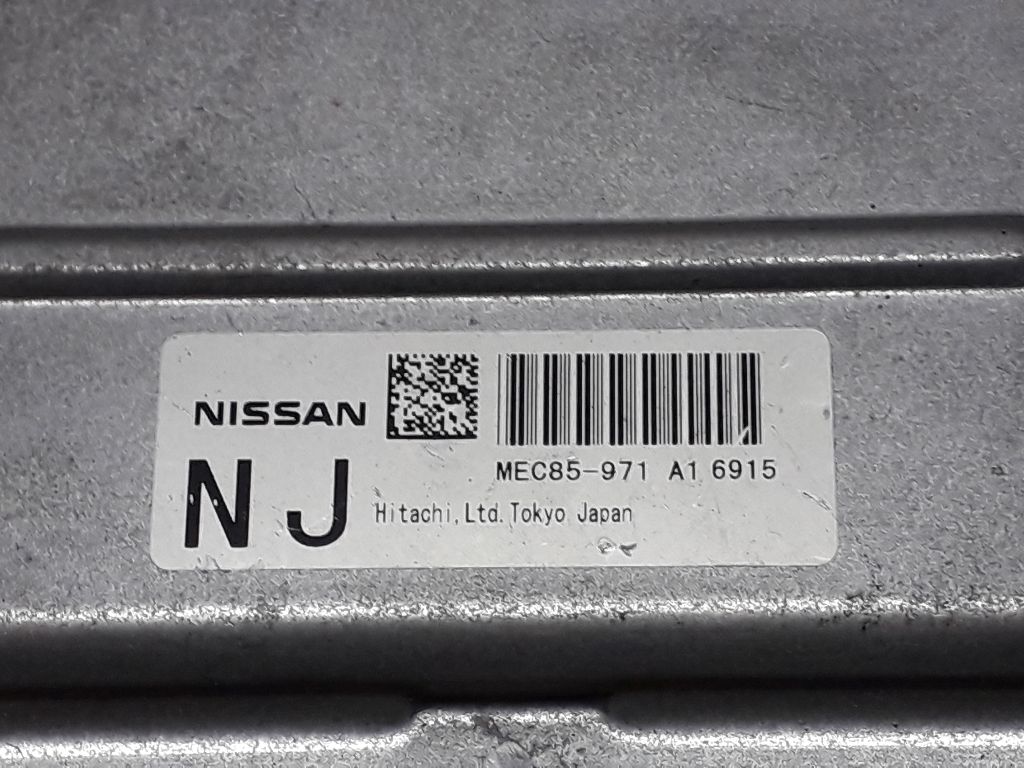 NISSAN
NJ
MEC85-971 A1 6915
Hitachi,Ltd.Tokyo Japan